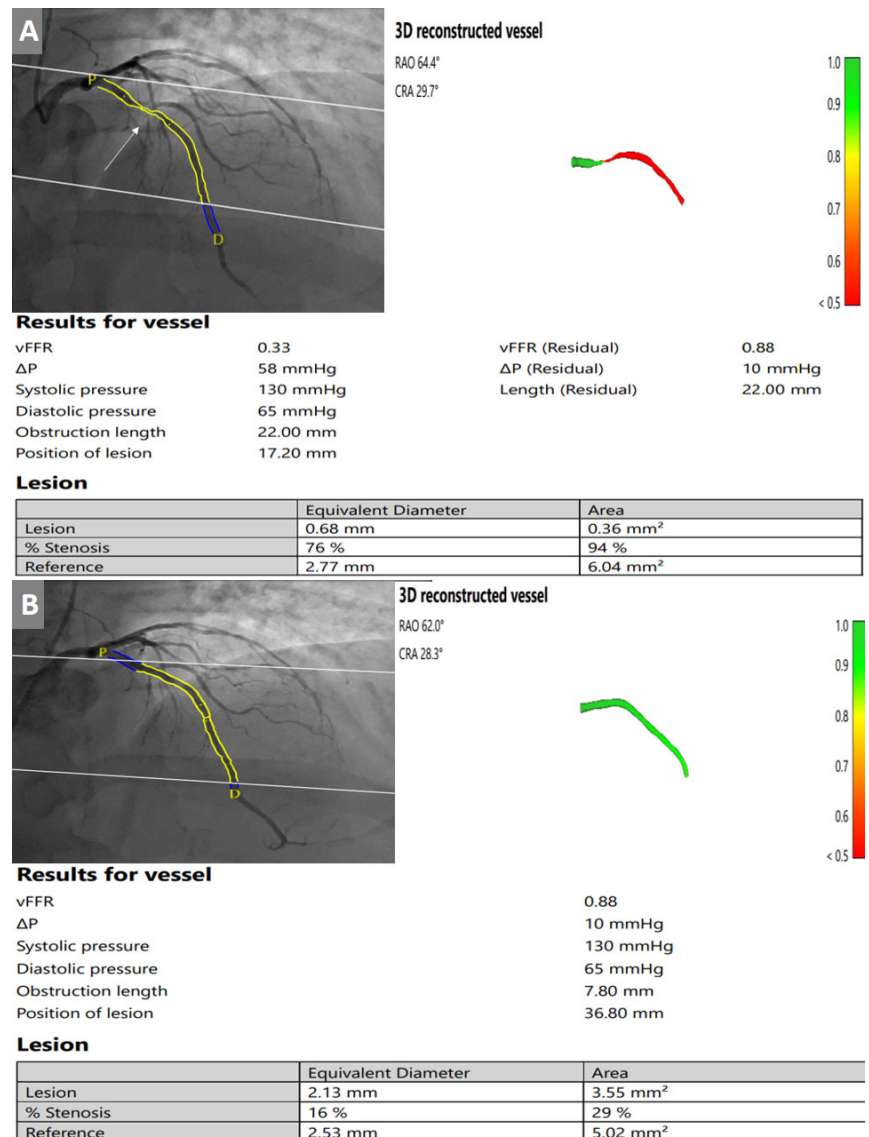 A
3D reconstructed vessel
RAO 64.4°
CRA 29.7°
P
D
1.0
0.9
0.8
0.7
0.6
< 0.5
Results for vessel
vFFR 0.33 vFFR (Residual) 0.88
ΔP 58 mmHg ΔP (Residual) 10 mmHg
Systolic pressure 130 mmHg Length (Residual) 22.00 mm
Diastolic pressure 65 mmHg
Obstruction length 22.00 mm
Position of lesion 17.20 mm
Lesion
Equivalent Diameter Area
Lesion 0.68 mm 0.36 mm²
% Stenosis 76 % 94 %
Reference 2.77 mm 6.04 mm²
B
3D reconstructed vessel
RAO 62.0°
CRA 28.3°
P
D
1.0
0.9
0.8
0.7
0.6
< 0.5
Results for vessel
vFFR 0.88
ΔP 10 mmHg
Systolic pressure 130 mmHg
Diastolic pressure 65 mmHg
Obstruction length 7.80 mm
Position of lesion 36.80 mm
Lesion
Equivalent Diameter Area
Lesion 2.13 mm 3.55 mm²
% Stenosis 16 % 29 %
Reference 2.53 mm 5.02 mm²